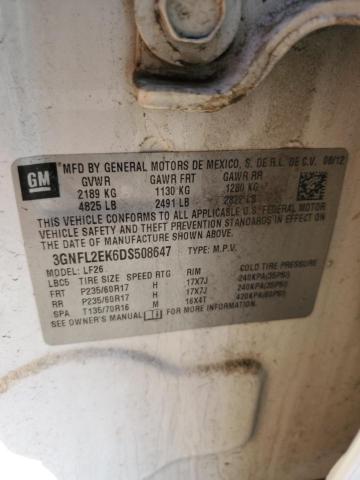 GM
MFD BY GENERAL MOTORS DE MEXICO, S. DE R.L. DE C.V. 08/12
GVWR GAWR FRT GAWR RR
2189 KG 1130 KG 1280 KG
4825 LB 2491 LB 2822 LB
THIS VEHICLE CONFORMS TO ALL APPLICABLE U.S. FEDERAL MOTOR
VEHICLE SAFETY STANDARDS IN EFFECT ON THE DATE OF
MANUFACTURE SHOWN ABOVE.
3GNFL2EK6DS508647 TYPE: M.P.V.
MODEL: LF26
LBC5 TIRE SIZE SPEED RTG RIM COLD TIRE PRESSURE
FRT P235/60R17 H 17X7J 240KPA(35PSI)
RR P235/60R17 H 17X7J 240KPA(35PSI)
SPA T135/70R16 M 16X4T 420KPA(60PSI)
SEE OWNER'S MANUAL FOR MORE INFORMATION.